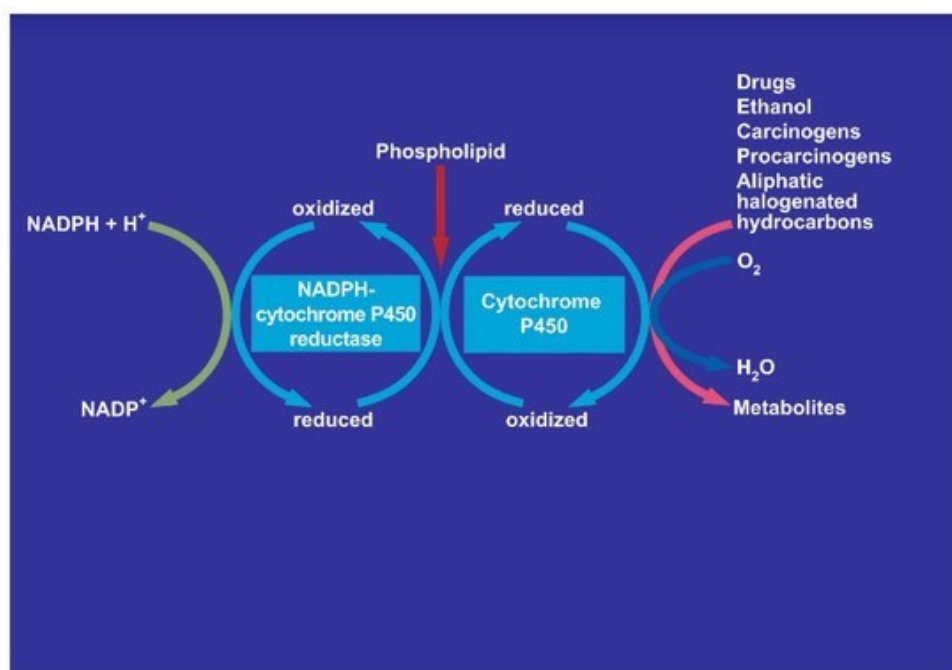 Drugs
Ethanol
Carcinogens
Procarcinogens
Aliphatic
halogenated
hydrocarbons
Phospholipid
oxidized
reduced
NADPH + H⁺
O₂
NADPH-
cytochrome P450
reductase
Cytochrome
P450
H₂O
NADP⁺
Metabolites
reduced
oxidized